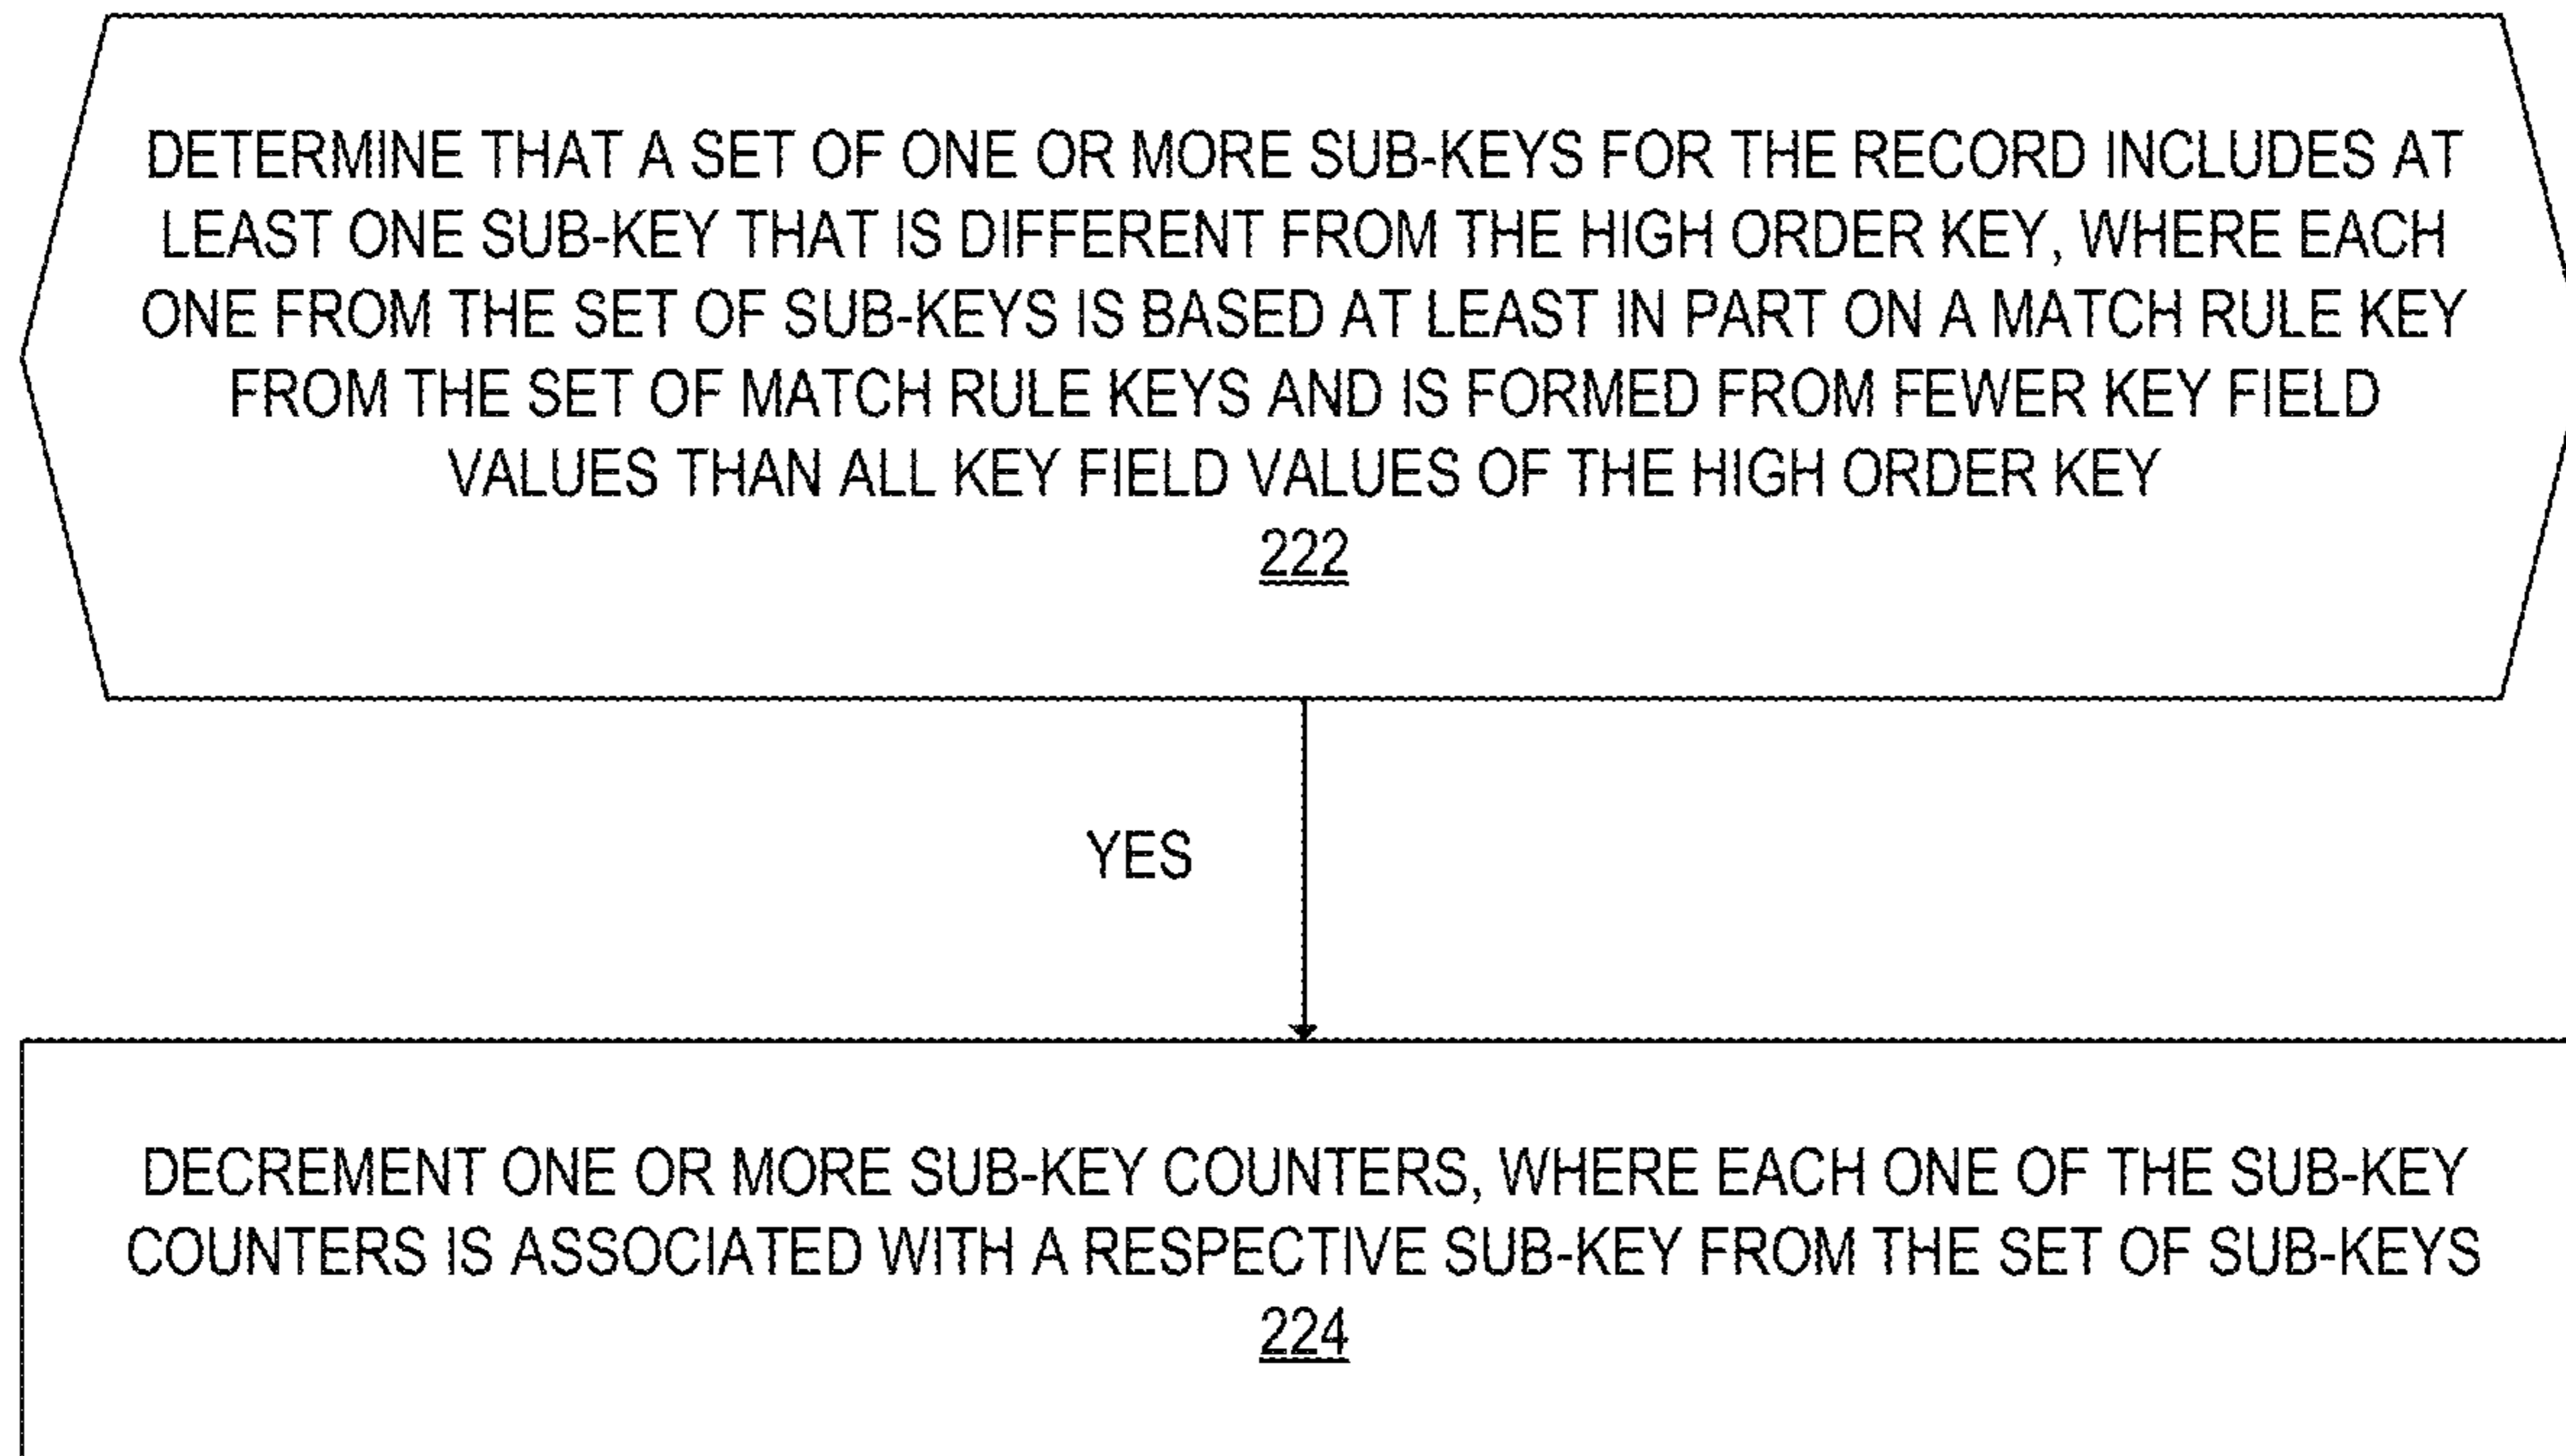 DETERMINE THAT A SET OF ONE OR MORE SUB-KEYS FOR THE RECORD INCLUDES AT
LEAST ONE SUB-KEY THAT IS DIFFERENT FROM THE HIGH ORDER KEY, WHERE EACH
ONE FROM THE SET OF SUB-KEYS IS BASED AT LEAST IN PART ON A MATCH RULE KEY
FROM THE SET OF MATCH RULE KEYS AND IS FORMED FROM FEWER KEY FIELD
VALUES THAN ALL KEY FIELD VALUES OF THE HIGH ORDER KEY
222
YES
DECREMENT ONE OR MORE SUB-KEY COUNTERS, WHERE EACH ONE OF THE SUB-KEY
COUNTERS IS ASSOCIATED WITH A RESPECTIVE SUB-KEY FROM THE SET OF SUB-KEYS
224